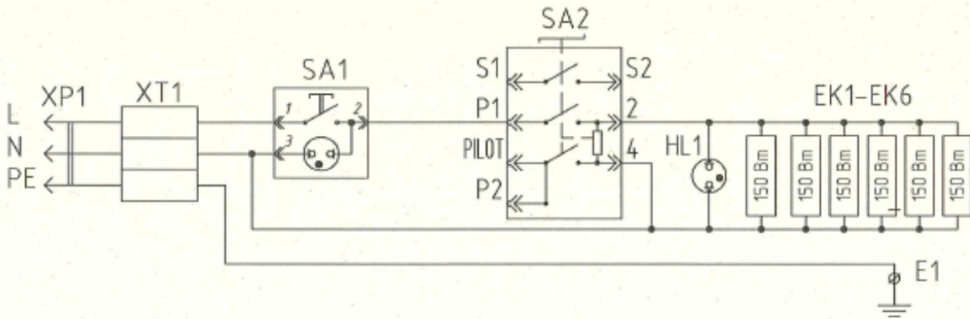 SA2
SA1
S1
S2
XP1
XT1
EK1-EK6
L
1
2
P1
2
N
3
PILOT
4
HL1
PE
P2
150 Вт
150 Вт
150 Вт
150 Вт
150 Вт
150 Вт
E1